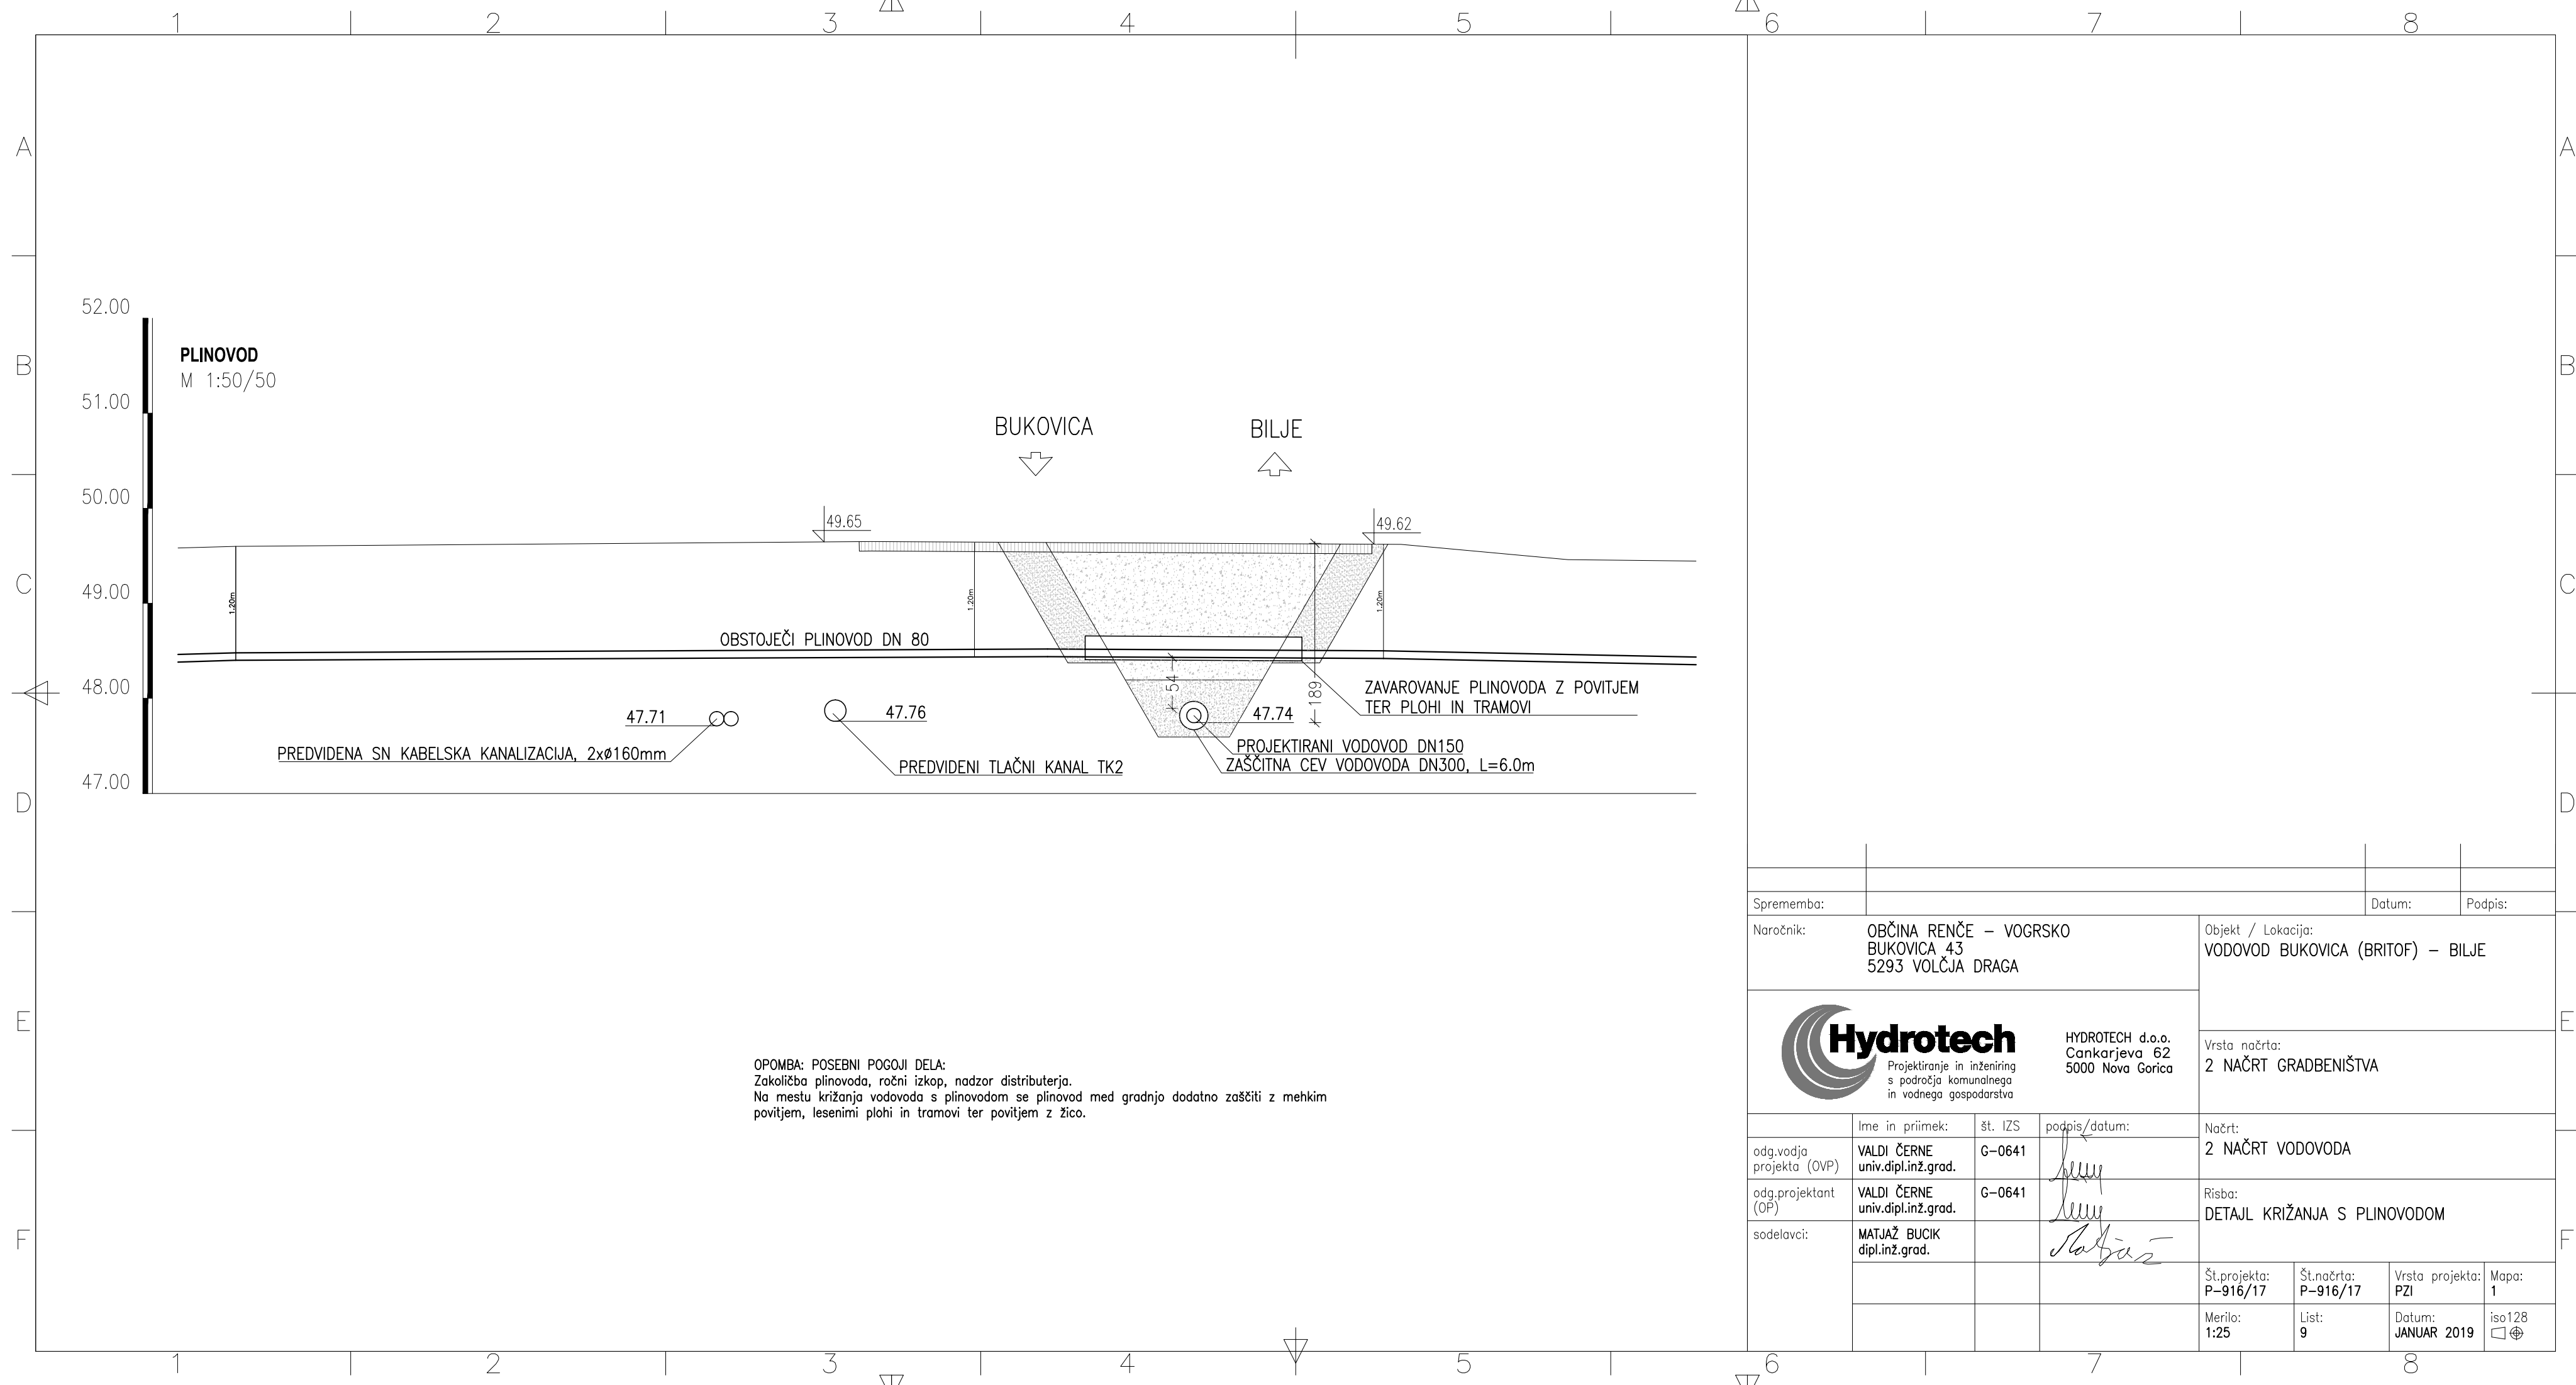 1 2 3 4 5 6 7 8
A A
B B
C C
D D
E E
F F
52.00
51.00
50.00
49.00
48.00
47.00
PLINOVOD
M 1:50/50
BUKOVICA
BILJE
49.65
49.62
1.20m
1.20m
1.20m
OBSTOJEČI PLINOVOD DN 80
54
189
ZAVAROVANJE PLINOVODA Z POVITJEM
TER PLOHI IN TRAMOVI
47.71
47.76
47.74
PREDVIDENA SN KABELSKA KANALIZACIJA, 2xø160mm
PREDVIDENI TLAČNI KANAL TK2
PROJEKTIRANI VODOVOD DN150
ZAŠČITNA CEV VODOVODA DN300, L=6.0m
OPOMBA: POSEBNI POGOJI DELA:
Zakoličba plinovoda, ročni izkop, nadzor distributerja.
Na mestu križanja vodovoda s plinovodom se plinovod med gradnjo dodatno zaščiti z mehkim
povitjem, lesenimi plohi in tramovi ter povitjem z žico.
Sprememba: Datum: Podpis:
Naročnik:
OBČINA RENČE – VOGRSKO
BUKOVICA 43
5293 VOLČJA DRAGA
Objekt / Lokacija:
VODOVOD BUKOVICA (BRITOF) – BILJE
Hydrotech
Projektiranje in inženiring
s področja komunalnega
in vodnega gospodarstva
HYDROTECH d.o.o.
Cankarjeva 62
5000 Nova Gorica
Vrsta načrta:
2 NAČRT GRADBENIŠTVA
Ime in priimek: št. IZS podpis/datum:
odg.vodja
projekta (OVP)
VALDI ČERNE
univ.dipl.inž.grad.
G–0641
odg.projektant
(OP)
VALDI ČERNE
univ.dipl.inž.grad.
G–0641
sodelavci:
MATJAŽ BUCIK
dipl.inž.grad.
Načrt:
2 NAČRT VODOVODA
Risba:
DETAJL KRIŽANJA S PLINOVODOM
Št.projekta: Št.načrta: Vrsta projekta: Mapa:
P–916/17 P–916/17 PZI 1
Merilo: List: Datum: iso128
1:25 9 JANUAR 2019
1 2 3 4 5 6 7 8